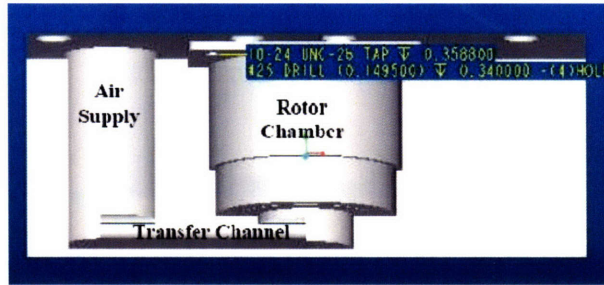 10-24 UNC-2B TAP ↧ 0.358800
#25 DRILL (0.149500) ↧ 0.340000 -(4)HOLE
Air
Supply
Rotor
Chamber
Transfer Channel